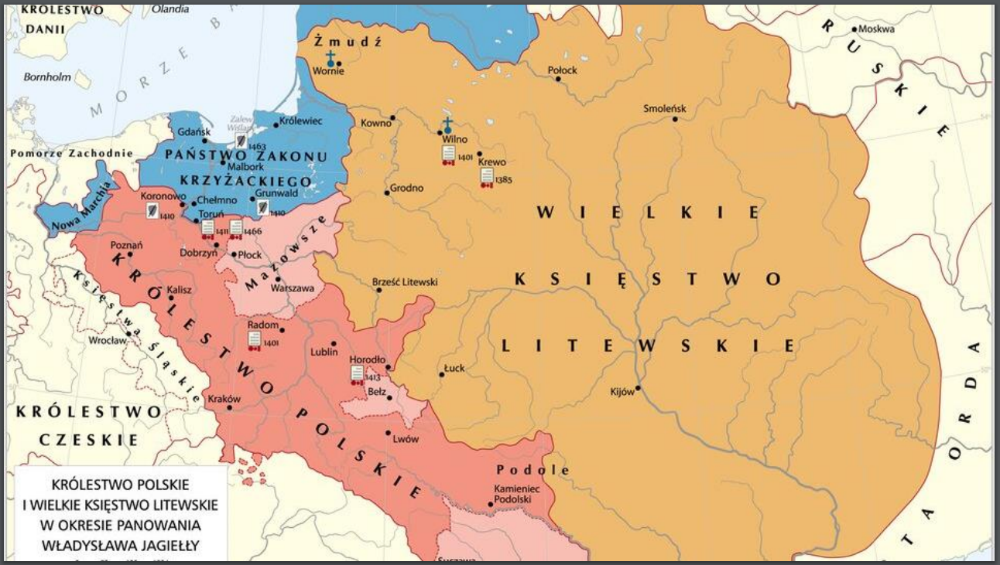 KRÓLESTWO
DANII
Olandia
Bornholm
MORZE B
Żmudź
Wornie
Połock
Moskwa
RUSKIE
Smoleńsk
Kowno
Wilno
1401
Krewo
1385
Grodno
Zalew
Królewiec
Gdańsk
1463
Pomorze Zachodnie
PAŃSTWO ZAKONU
Malbork
KRZYŻACKIEGO
Nowa Marchia
Koronowo
1410
Chełmno
Grunwald
1410
Toruń
1411
1466
Dobrzyń
Płock
Mazowsze
Warszawa
Poznań
Kalisz
KRÓLESTWO POLSKIE
Księstwa Śląskie
Wrocław
Radom
1401
Lublin
Brześć Litewski
WIELKIE
KSIĘSTWO
LITEWSKIE
Horodło
1413
Bełz
Łuck
Kijów
Kraków
Lwów
KRÓLESTWO
CZESKIE
Podole
Kamieniec
Podolski
Suczawa
TA ORDA
KRÓLESTWO POLSKIE
I WIELKIE KSIĘSTWO LITEWSKIE
W OKRESIE PANOWANIA
WŁADYSŁAWA JAGIEŁŁY